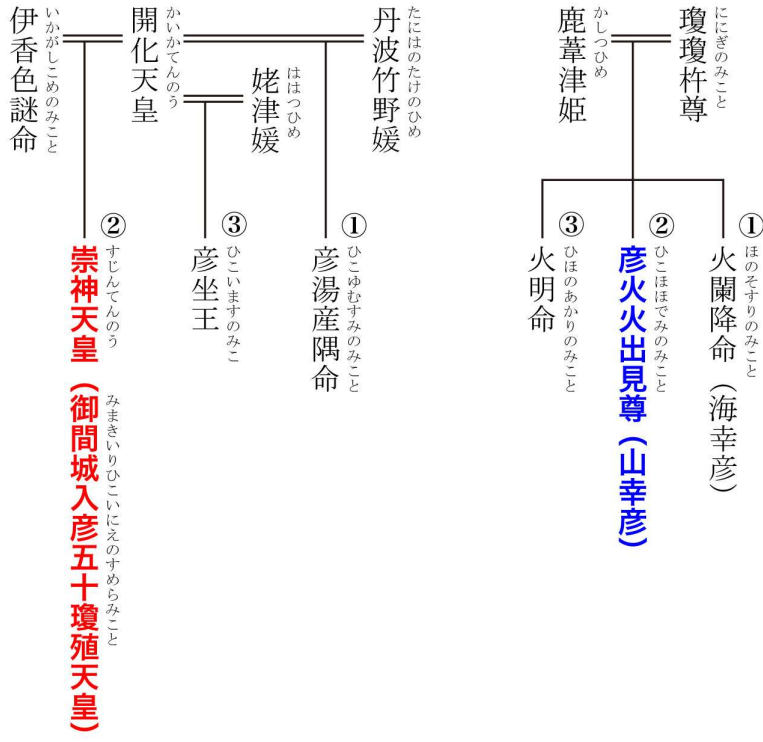 瓊瓊杵尊
ににぎのみこと
鹿葦津姫
かしつひめ
①
火闌降命（海幸彦）
ほのそすりのみこと
②
彦火火出見尊（山幸彦）
ひこほほでみのみこと
③
火明命
ひほのあかりのみこと
丹波竹野媛
たにはのたけのひめ
姥津媛
ははつひめ
開化天皇
かいかてんのう
伊香色謎命
いかがしこめのみこと
①
彦湯産隅命
ひこゆむすみのみこと
③
彦坐王
ひこいますのみこ
②
崇神天皇（御間城入彦五十瓊殖天皇）
すじんてんのう
みまきいりひこいにえのすめらみこと